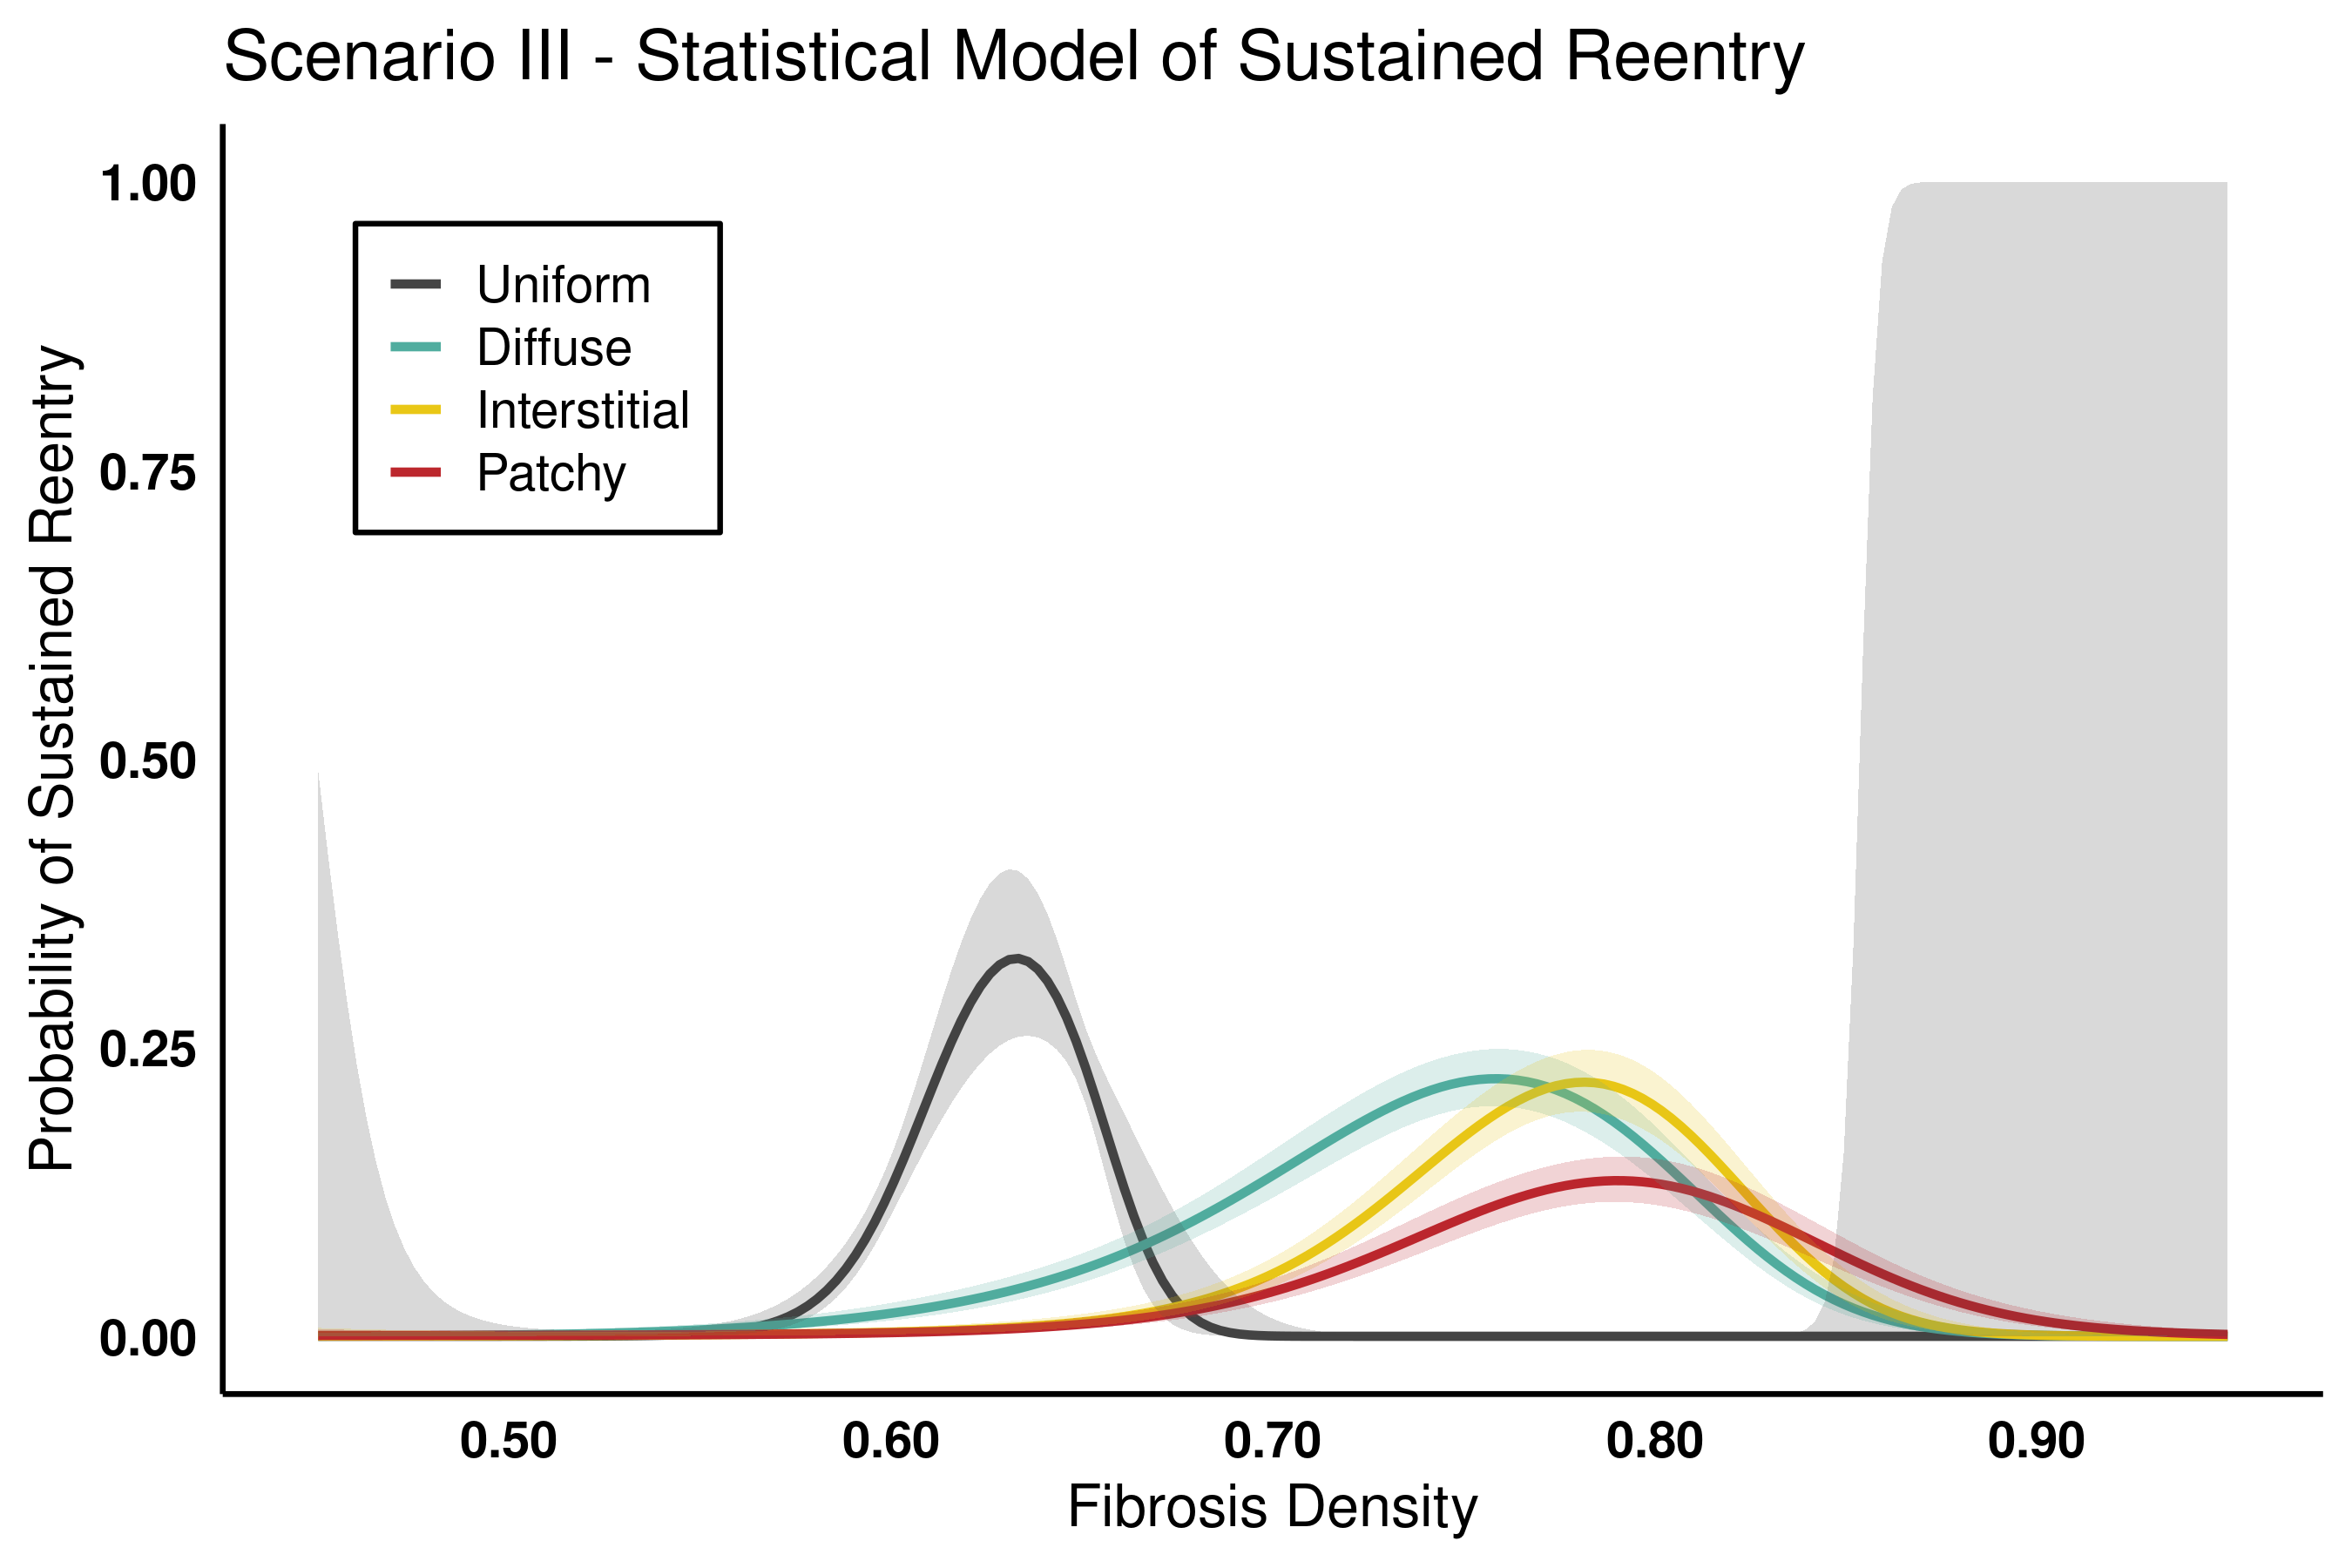 Scenario III - Statistical Model of Sustained Reentry
Probability of Sustained Reentry
1.00
0.75
0.50
0.25
0.00
Uniform
Diffuse
Interstitial
Patchy
0.50 0.60 0.70 0.80 0.90
Fibrosis Density